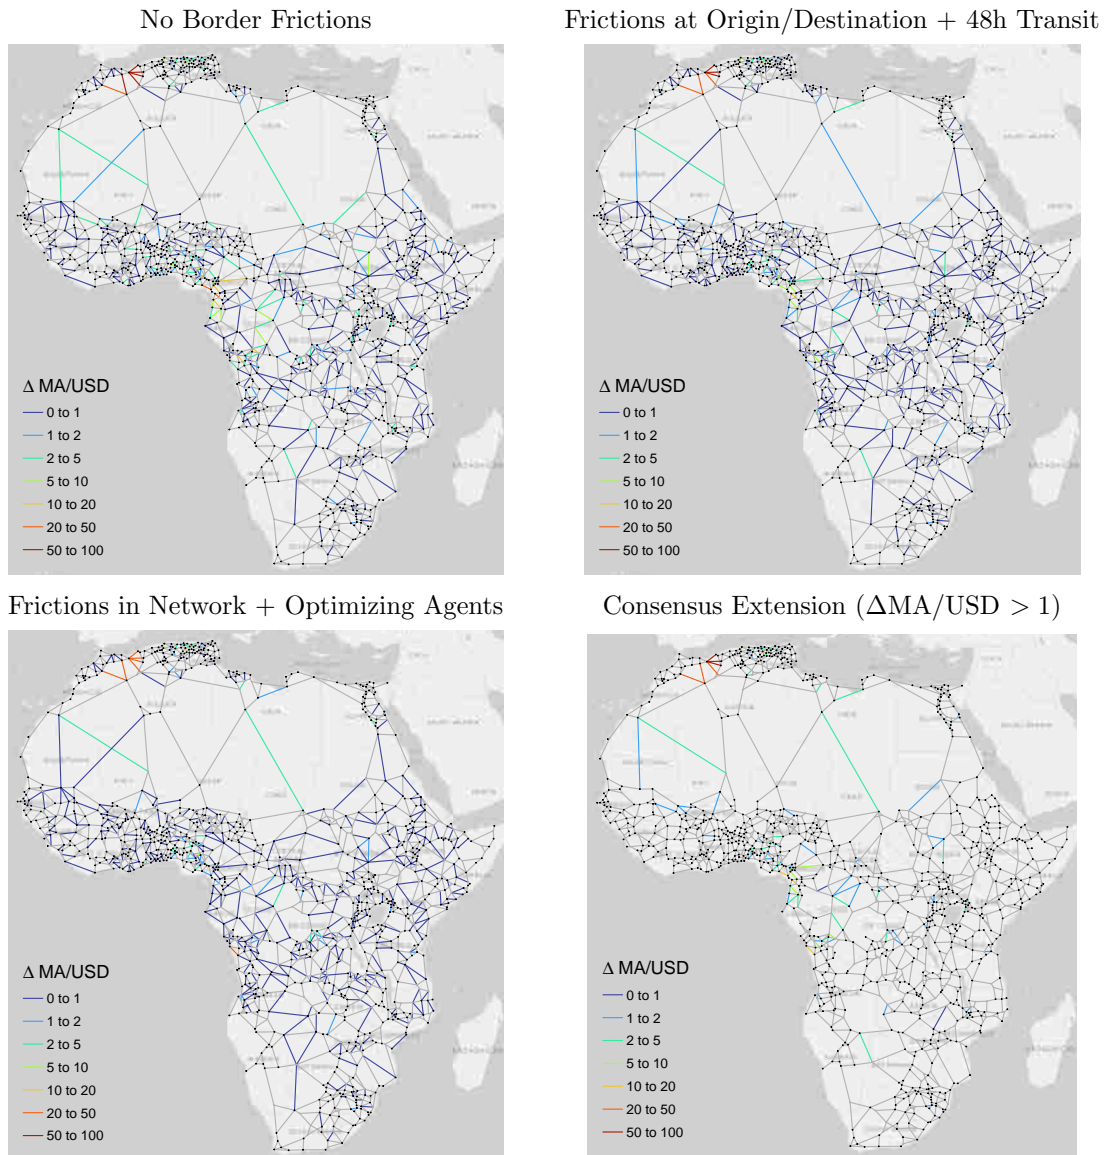 No Border Frictions
Frictions at Origin/Destination + 48h Transit
Δ MA/USD
0 to 1
1 to 2
2 to 5
5 to 10
10 to 20
20 to 50
50 to 100
Δ MA/USD
0 to 1
1 to 2
2 to 5
5 to 10
10 to 20
20 to 50
50 to 100
Frictions in Network + Optimizing Agents
Consensus Extension (ΔMA/USD > 1)
Δ MA/USD
0 to 1
1 to 2
2 to 5
5 to 10
10 to 20
20 to 50
50 to 100
Δ MA/USD
0 to 1
1 to 2
2 to 5
5 to 10
10 to 20
20 to 50
50 to 100